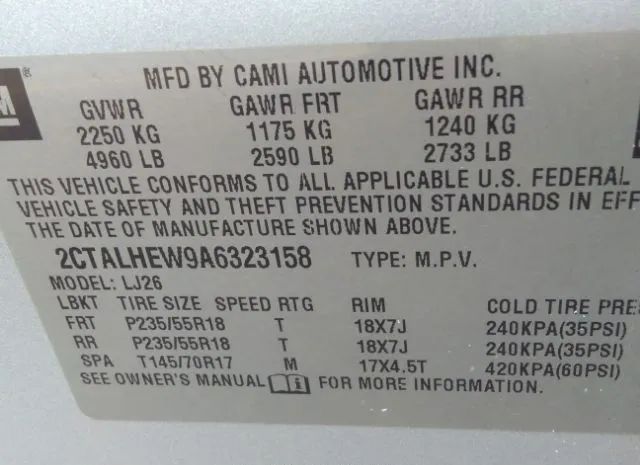 M ®
MFD BY CAMI AUTOMOTIVE INC.
GVWR GAWR FRT GAWR RR
2250 KG 1175 KG 1240 KG
4960 LB 2590 LB 2733 LB
THIS VEHICLE CONFORMS TO ALL APPLICABLE U.S. FEDERAL
VEHICLE SAFETY AND THEFT PREVENTION STANDARDS IN EFF
THE DATE OF MANUFACTURE SHOWN ABOVE.
2CTALHEW9A6323158 TYPE: M.P.V.
MODEL: LJ26
LBKT TIRE SIZE SPEED RTG RIM COLD TIRE PRE
FRT P235/55R18 T 18X7J 240KPA(35PSI)
RR P235/55R18 T 18X7J 240KPA(35PSI)
SPA T145/70R17 M 17X4.5T 420KPA(60PSI)
SEE OWNER'S MANUAL FOR MORE INFORMATION.